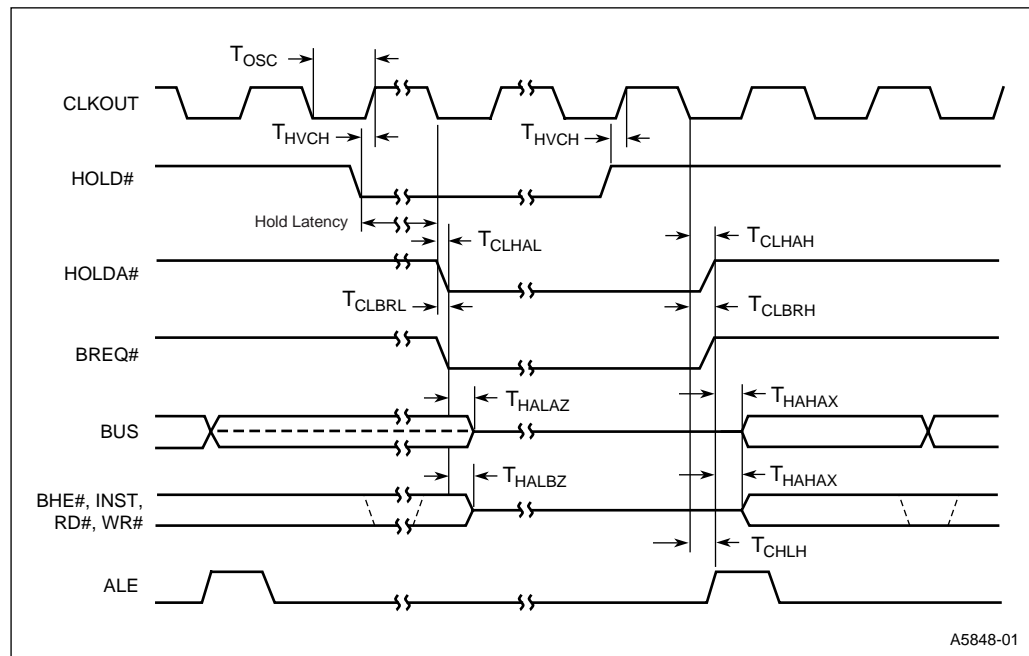 TOSC
CLKOUT
THVCH
THVCH
HOLD#
Hold Latency
TCLHAL
TCLHAH
HOLDA#
TCLBRL
TCLBRH
BREQ#
THALAZ
THAHAX
BUS
THALBZ
THAHAX
BHE#, INST,
RD#, WR#
TCHLH
ALE
A5848-01